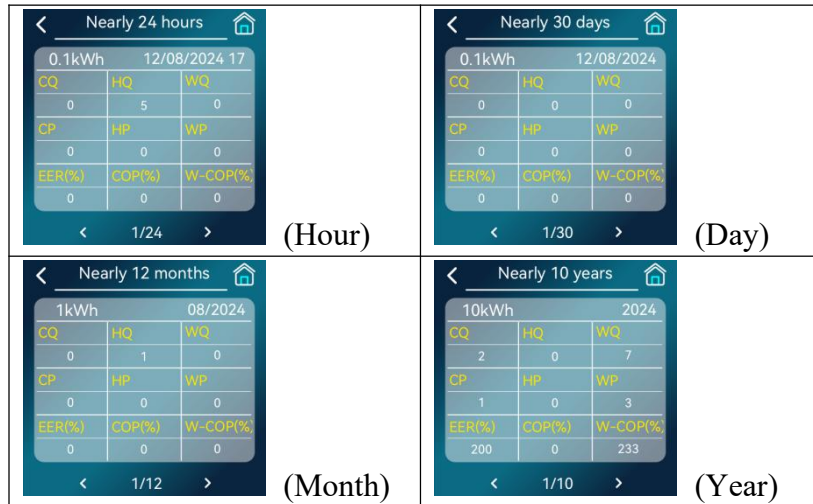 Nearly 24 hours
0.1kWh 12/08/2024 17
CQ HQ WQ
0 5 0
CP HP WP
0 0 0
EER(%) COP(%) W-COP(%)
0 0 0
1/24
(Hour)
Nearly 30 days
0.1kWh 12/08/2024
CQ HQ WQ
0 0 0
CP HP WP
0 0 0
EER(%) COP(%) W-COP(%)
0 0 0
1/30
(Day)
Nearly 12 months
1kWh 08/2024
CQ HQ WQ
0 1 0
CP HP WP
0 0 0
EER(%) COP(%) W-COP(%)
0 0 0
1/12
(Month)
Nearly 10 years
10kWh 2024
CQ HQ WQ
2 0 7
CP HP WP
1 0 3
EER(%) COP(%) W-COP(%)
200 0 233
1/10
(Year)